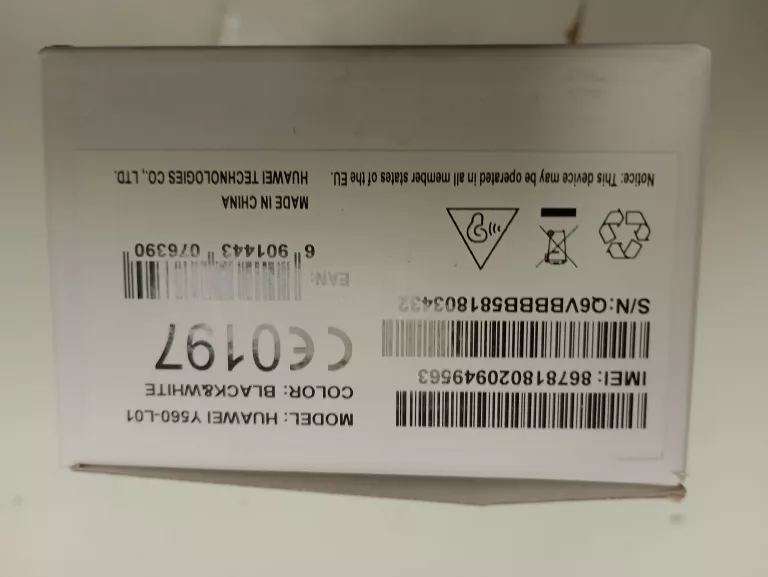 MODEL: HUAWEI Y560-L01
COLOR: BLACK&WHITE
CE0197
EAN:
6 901443 076390
MADE IN CHINA
HUAWEI TECHNOLOGIES CO., LTD.
IMEI: 867818020949563
S/N:Q6VBBBB581803432
Notice: This device may be operated in all member states of the EU.